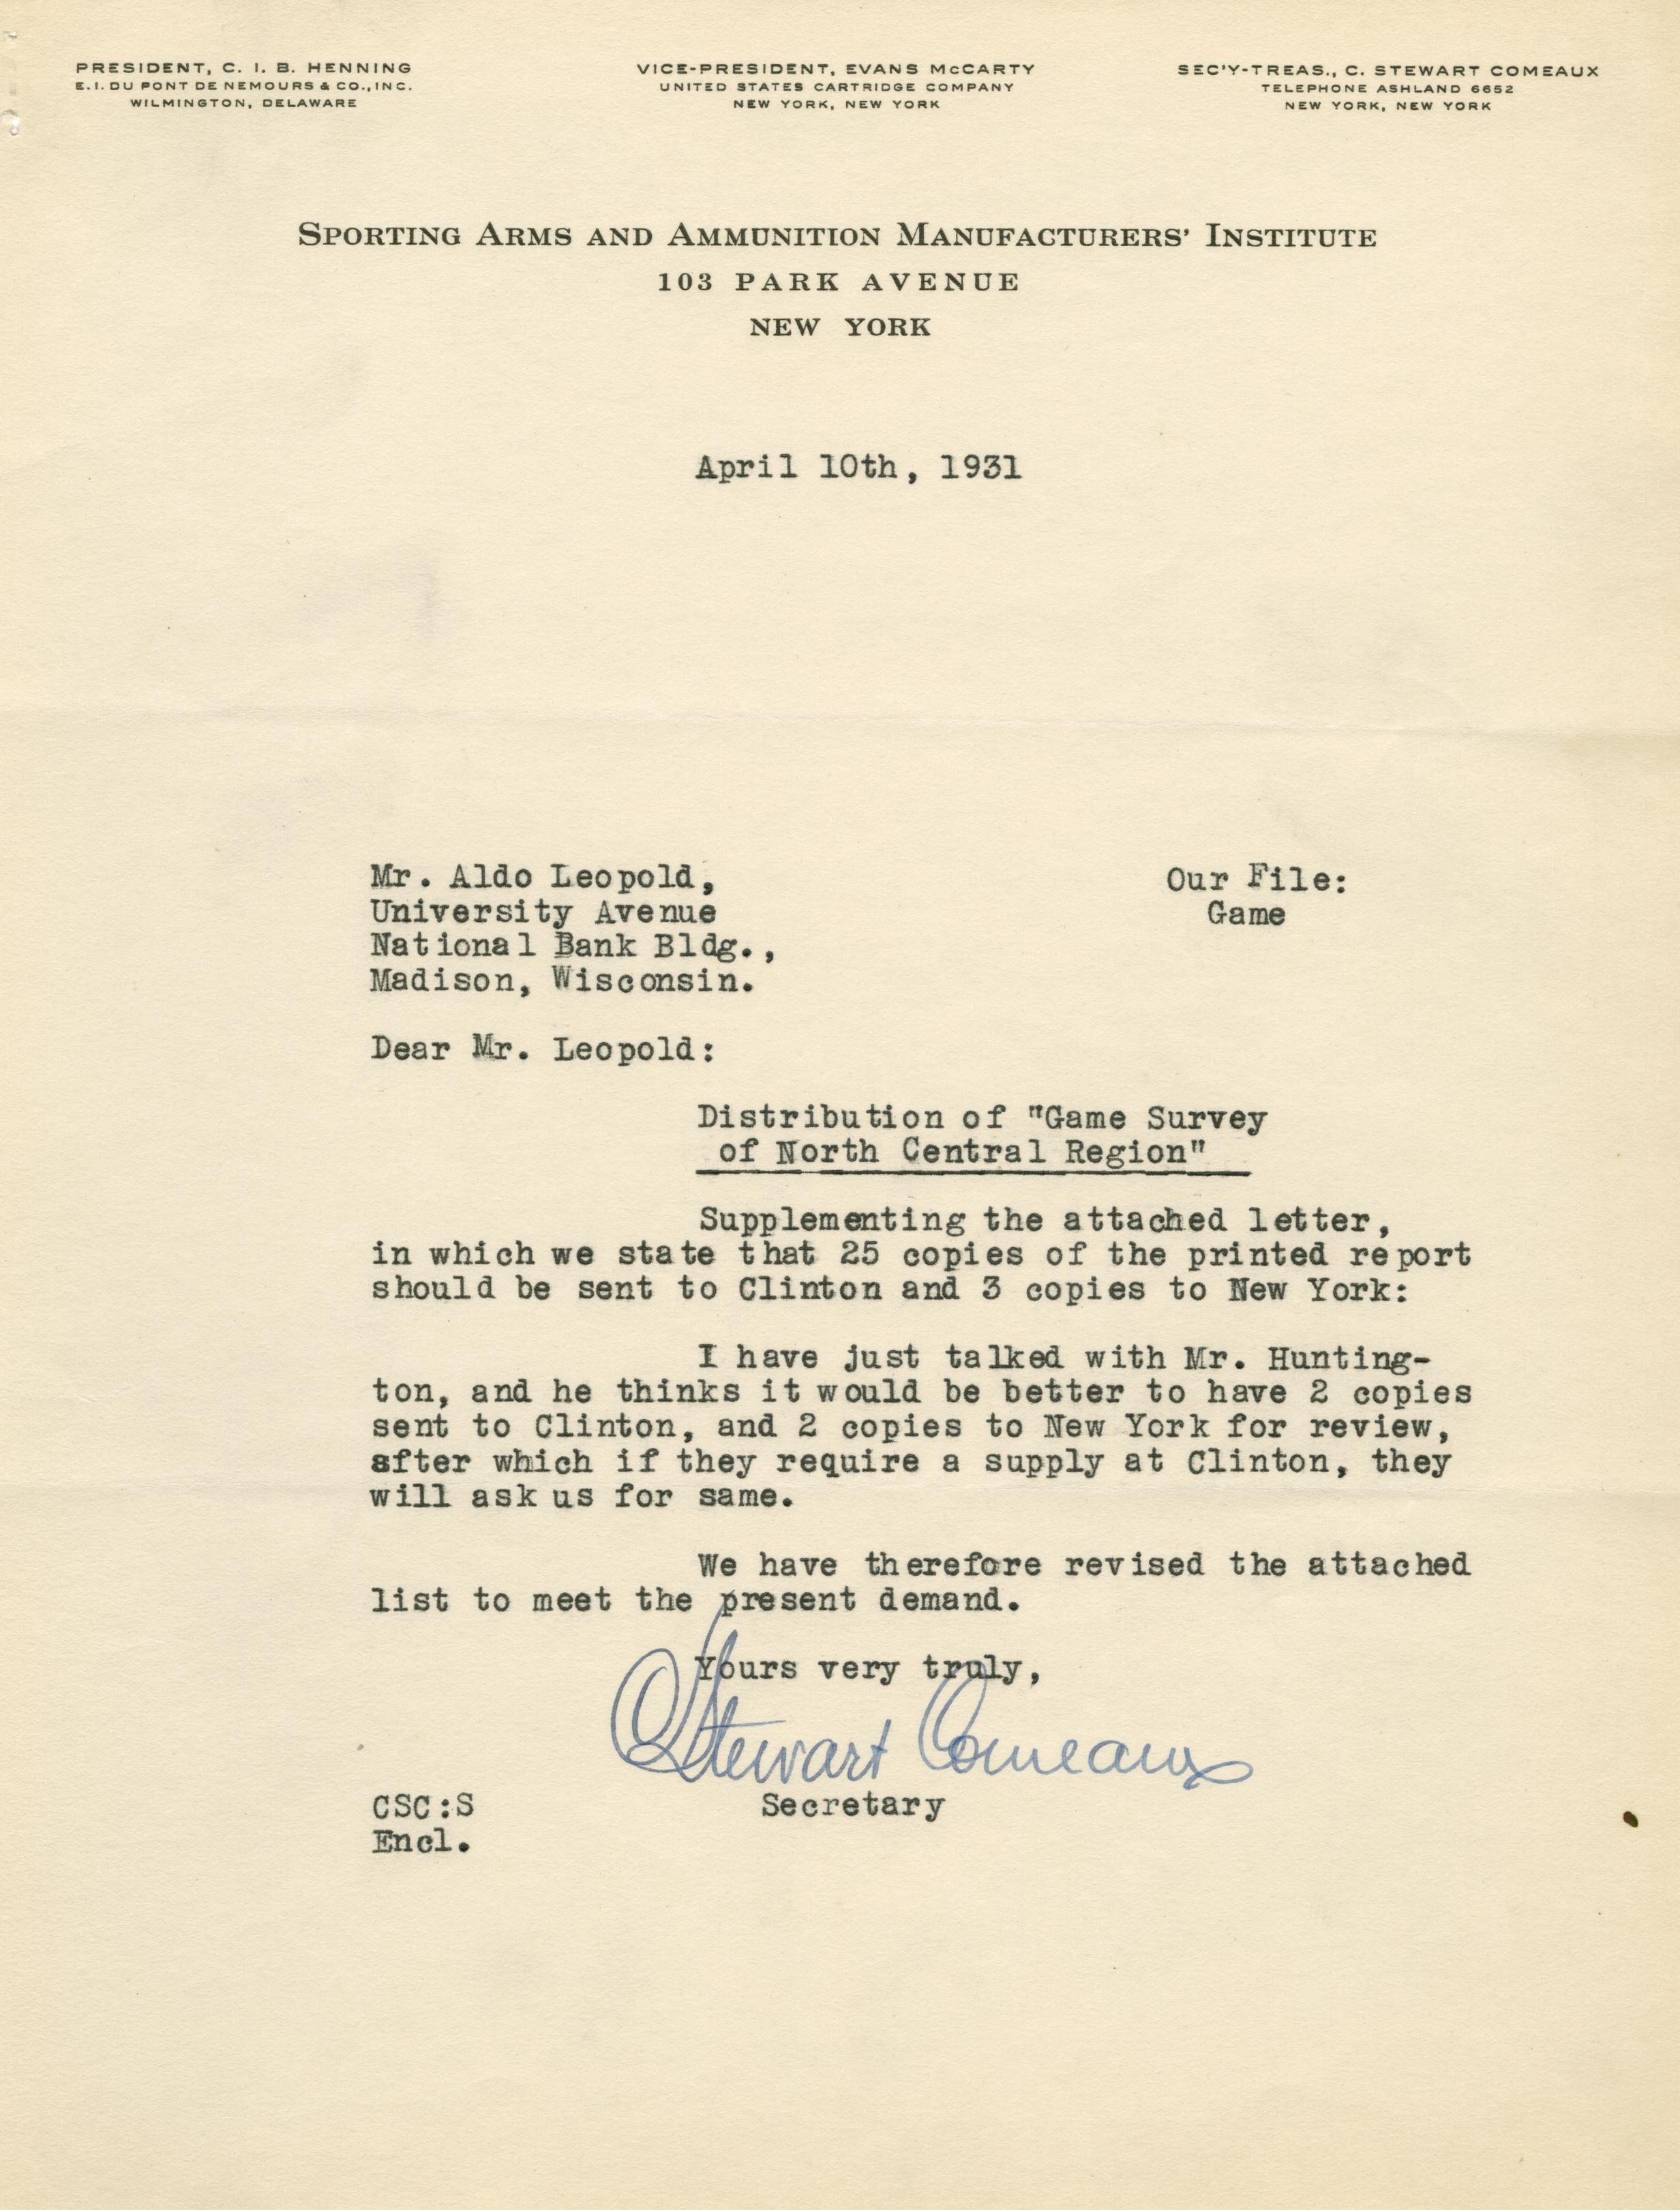 PRESIDENT, C. I. B. HENNING
E. I. DU PONT DE NEMOURS & CO., INC.
WILMINGTON, DELAWARE
VICE-PRESIDENT, EVANS McCARTY
UNITED STATES CARTRIDGE COMPANY
NEW YORK, NEW YORK
SEC'Y-TREAS., C. STEWART COMEAUX
TELEPHONE ASHLAND 6652
NEW YORK, NEW YORK
SPORTING ARMS AND AMMUNITION MANUFACTURERS' INSTITUTE
103 PARK AVENUE
NEW YORK
April 10th, 1931
Mr. Aldo Leopold,
University Avenue
National Bank Bldg.,
Madison, Wisconsin.
Our File:
Game
Dear Mr. Leopold:
Distribution of "Game Survey
of North Central Region"
Supplementing the attached letter,
in which we state that 25 copies of the printed report
should be sent to Clinton and 3 copies to New York:
I have just talked with Mr. Hunting-
ton, and he thinks it would be better to have 2 copies
sent to Clinton, and 2 copies to New York for review,
after which if they require a supply at Clinton, they
will ask us for same.
We have therefore revised the attached
list to meet the present demand.
Yours very truly,
C Stewart Comeaux
Secretary
CSC:S
Encl.